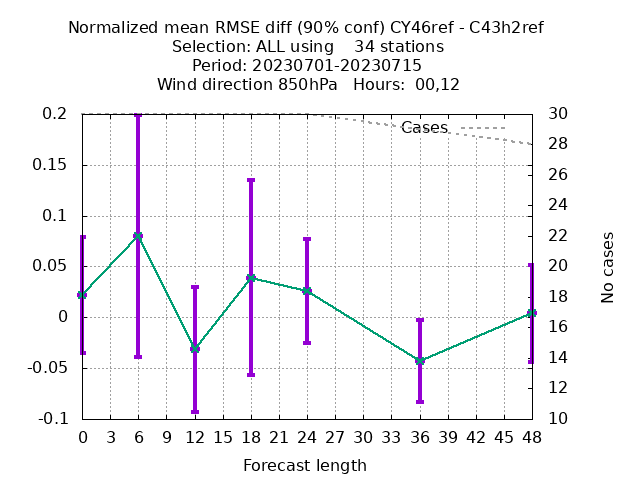 Normalized mean RMSE diff (90% conf) CY46ref - C43h2ref
Selection: ALL using    34 stations
Period: 20230701-20230715
Wind direction 850hPa   Hours:  00,12
0.2
0.15
0.1
0.05
0
-0.05
-0.1
Cases
30
28
26
24
22
20
18
16
14
12
10
No cases
0 3 6 9 12 15 18 21 24 27 30 33 36 39 42 45 48
Forecast length